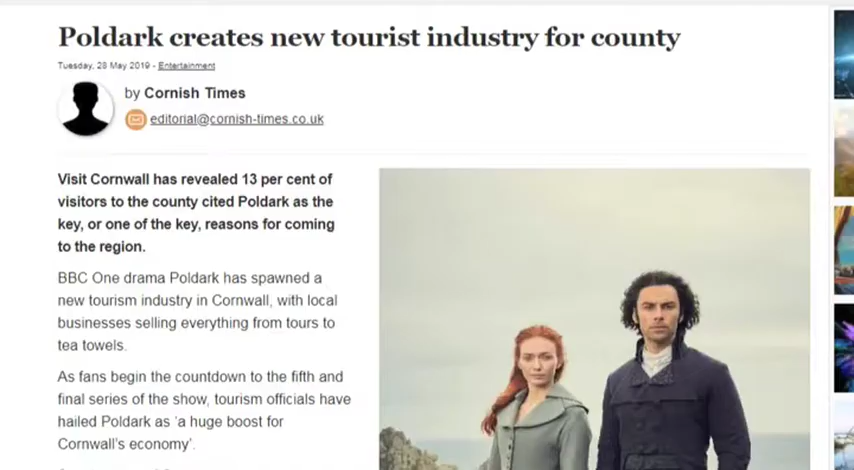 Poldark creates new tourist industry for county
Tuesday, 28 May 2019 - Entertainment
by Cornish Times
editorial@cornish-times.co.uk
Visit Cornwall has revealed 13 per cent of
visitors to the county cited Poldark as the
key, or one of the key, reasons for coming
to the region.
BBC One drama Poldark has spawned a
new tourism industry in Cornwall, with local
businesses selling everything from tours to
tea towels.
As fans begin the countdown to the fifth and
final series of the show, tourism officials have
hailed Poldark as ‘a huge boost for
Cornwall’s economy’.